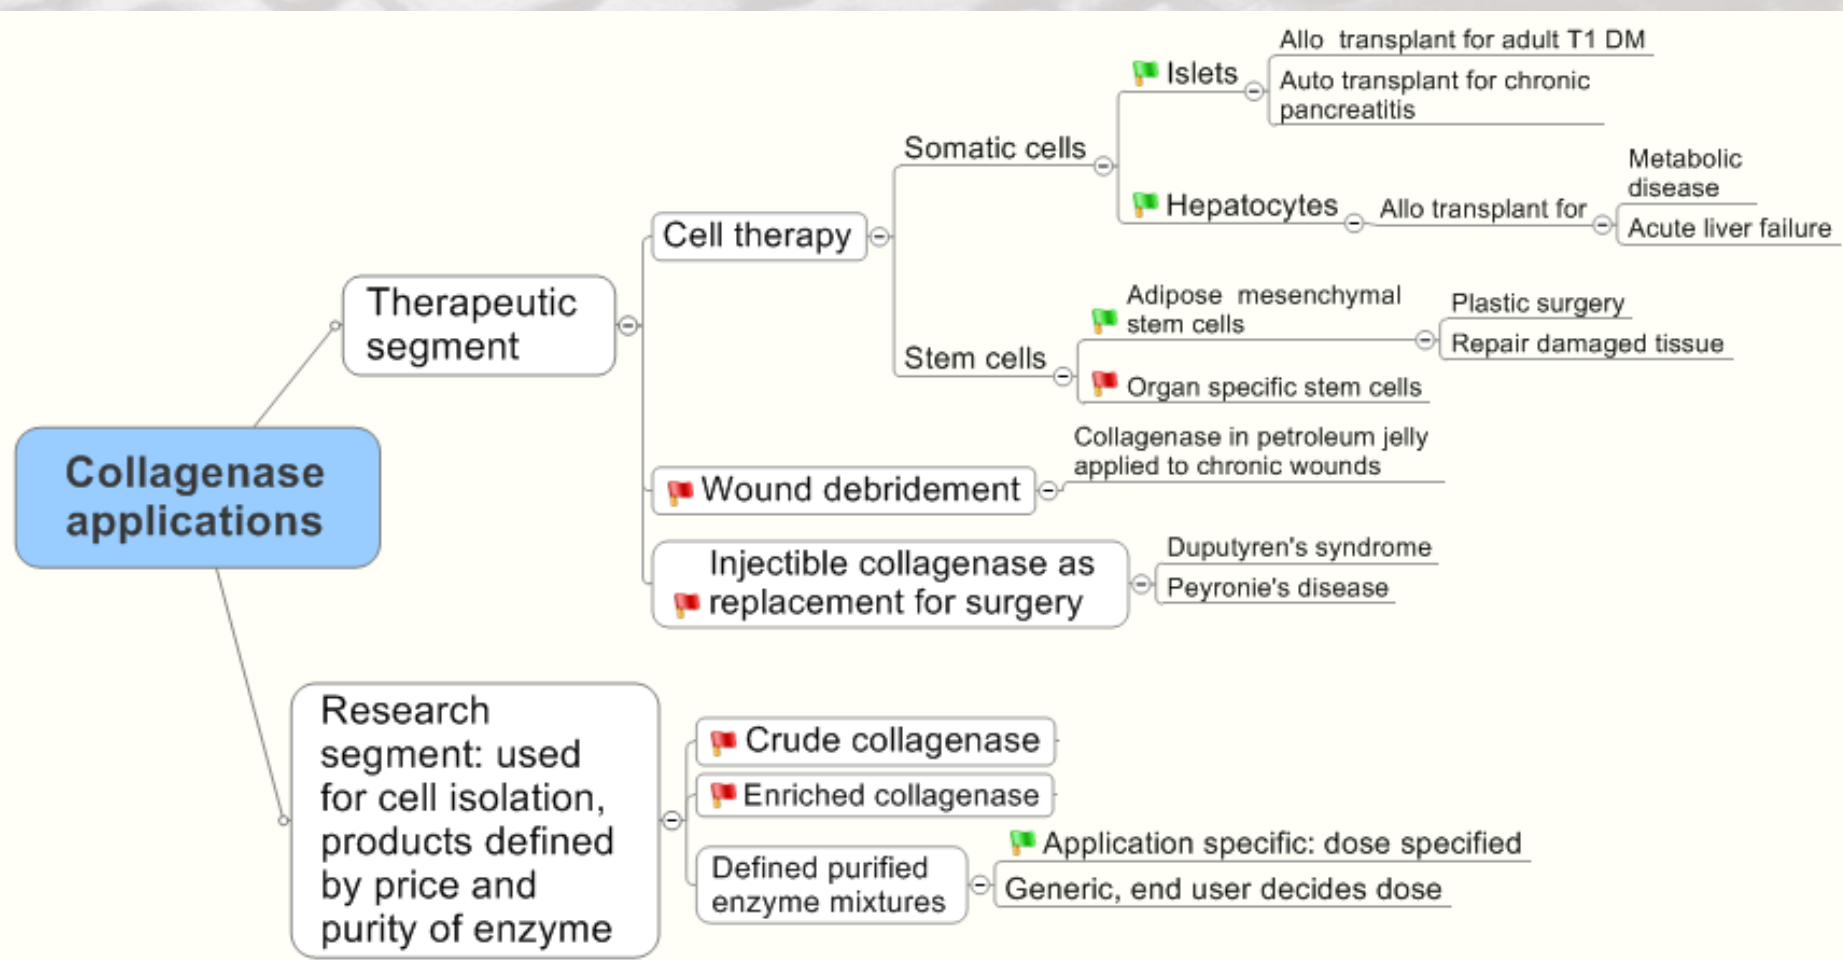 Collagenase
applications
Therapeutic
segment
Cell therapy
Somatic cells
Islets
Allo  transplant for adult T1 DM
Auto transplant for chronic
pancreatitis
Hepatocytes
Allo transplant for
Metabolic
disease
Acute liver failure
Stem cells
Adipose  mesenchymal
stem cells
Plastic surgery
Repair damaged tissue
Organ specific stem cells
Wound debridement
Collagenase in petroleum jelly
applied to chronic wounds
Injectible collagenase as
replacement for surgery
Duputyren's syndrome
Peyronie's disease
Research
segment: used
for cell isolation,
products defined
by price and
purity of enzyme
Crude collagenase
Enriched collagenase
Defined purified
enzyme mixtures
Application specific: dose specified
Generic, end user decides dose